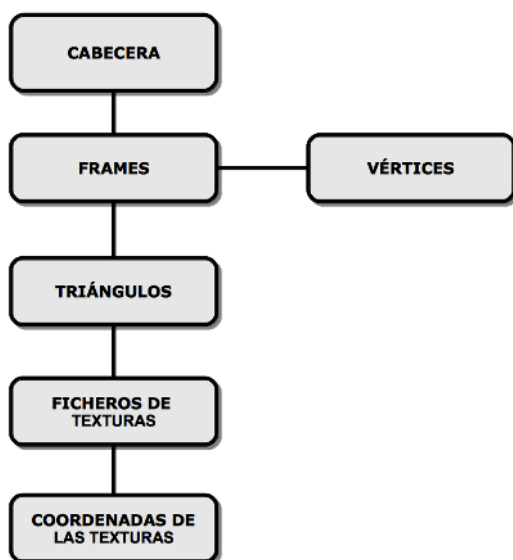 CABECERA
FRAMES
VÉRTICES
TRIÁNGULOS
FICHEROS DE
TEXTURAS
COORDENADAS DE
LAS TEXTURAS